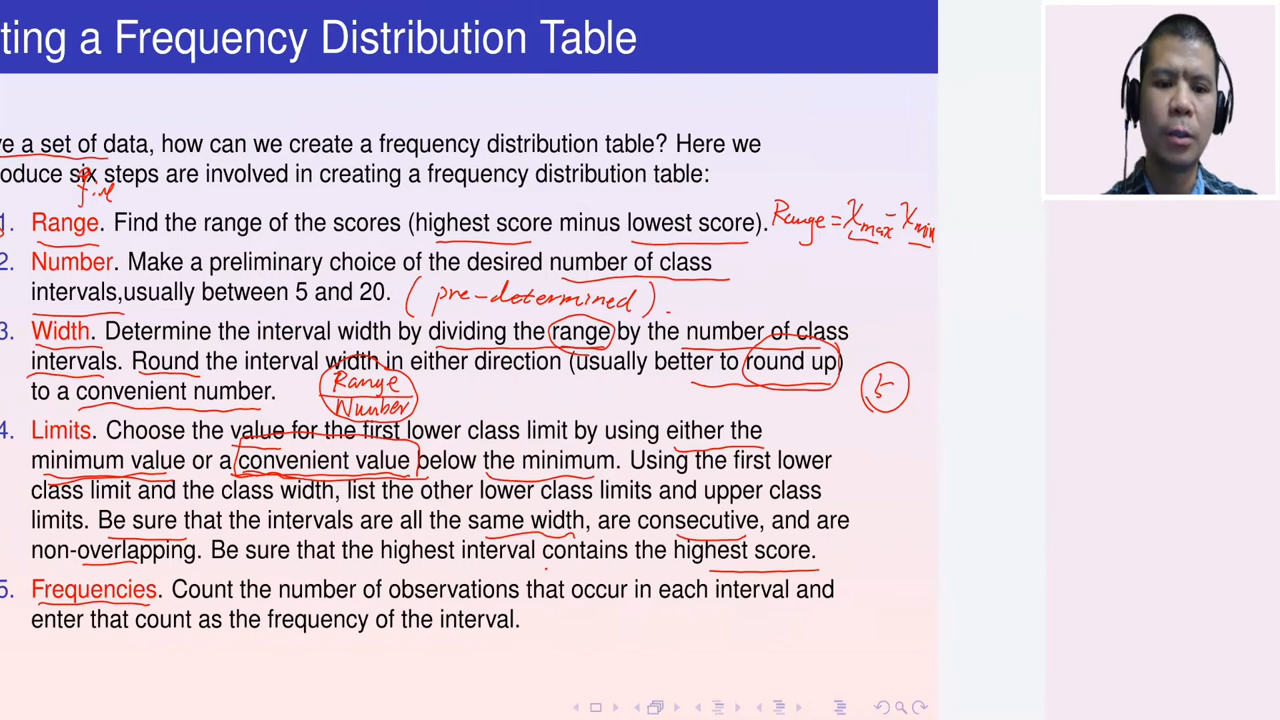 ting a Frequency Distribution Table
ve a set of data, how can we create a frequency distribution table? Here we
oduce six steps are involved in creating a frequency distribution table:
five
1. Range. Find the range of the scores (highest score minus lowest score). Range = Xmax - Xmin
2. Number. Make a preliminary choice of the desired number of class
intervals,usually between 5 and 20. (pre-determined).
3. Width. Determine the interval width by dividing the range by the number of class
intervals. Round the interval width in either direction (usually better to round up)
to a convenient number. Range
Number
5
4. Limits. Choose the value for the first lower class limit by using either the
minimum value or a convenient value below the minimum. Using the first lower
class limit and the class width, list the other lower class limits and upper class
limits. Be sure that the intervals are all the same width, are consecutive, and are
non-overlapping. Be sure that the highest interval contains the highest score.
5. Frequencies. Count the number of observations that occur in each interval and
enter that count as the frequency of the interval.